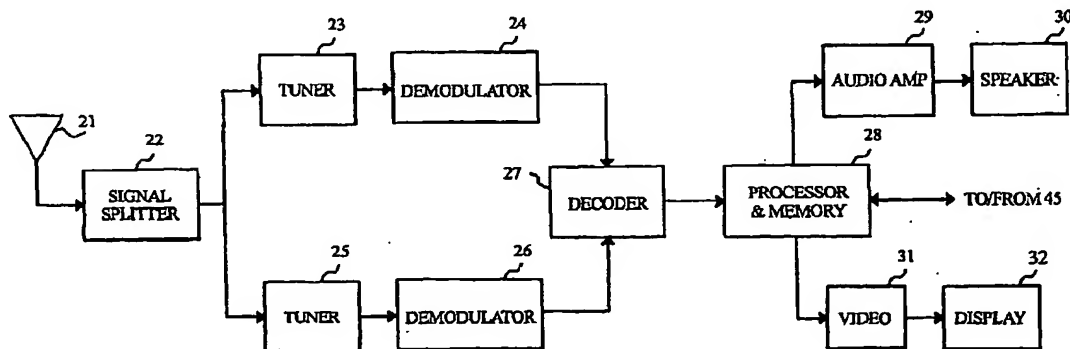 23
TUNER
24
DEMODULATOR
29
AUDIO AMP
30
SPEAKER
21
22
SIGNAL
SPLITTER
27
DECODER
28
PROCESSOR
& MEMORY
TO/FROM 45
25
TUNER
26
DEMODULATOR
31
VIDEO
32
DISPLAY